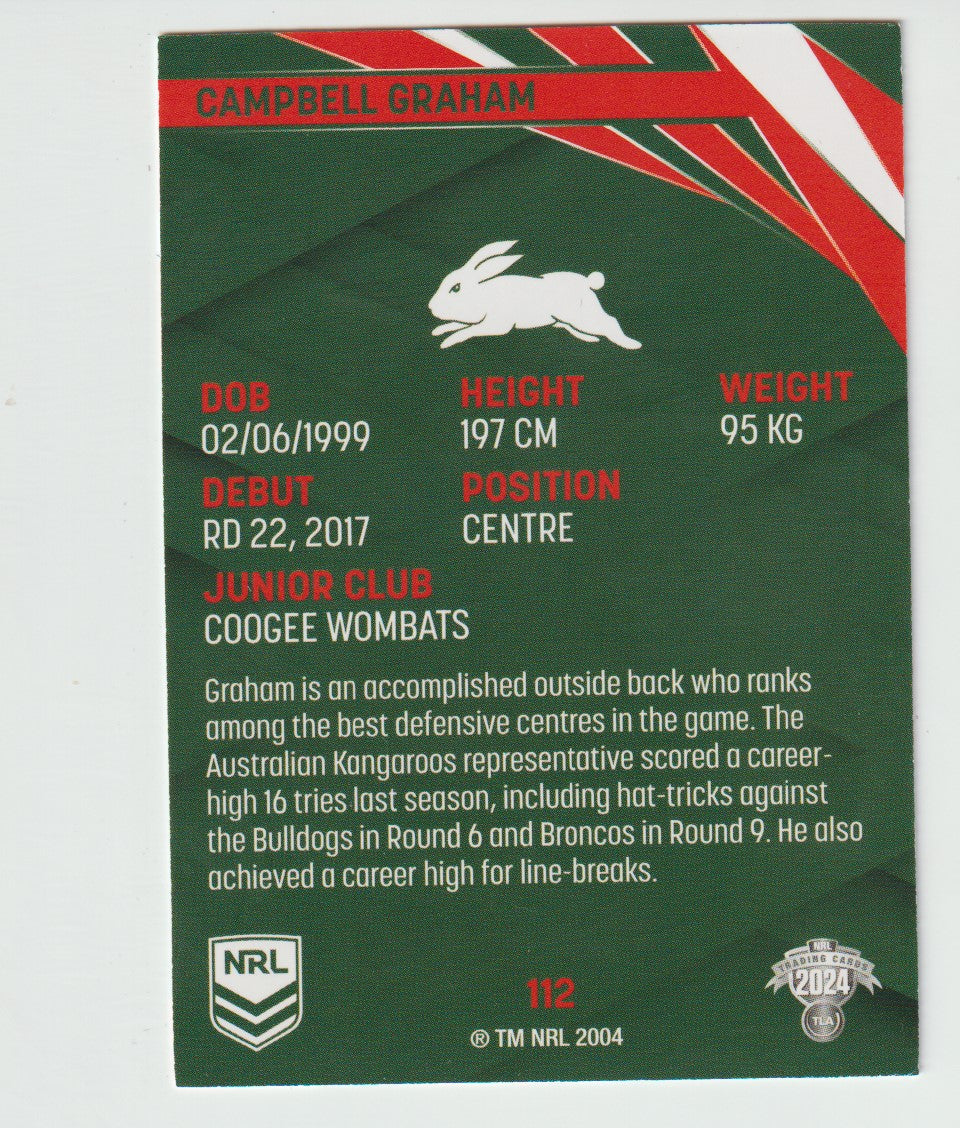 CAMPBELL GRAHAM
DOB HEIGHT WEIGHT
02/06/1999 197 CM 95 KG
DEBUT POSITION
RD 22, 2017 CENTRE
JUNIOR CLUB
COOGEE WOMBATS
Graham is an accomplished outside back who ranks
among the best defensive centres in the game. The
Australian Kangaroos representative scored a career-
high 16 tries last season, including hat-tricks against
the Bulldogs in Round 6 and Broncos in Round 9. He also
achieved a career high for line-breaks.
NRL
112
® TM NRL 2004
NRL
TRADING CARDS
2024
TLA